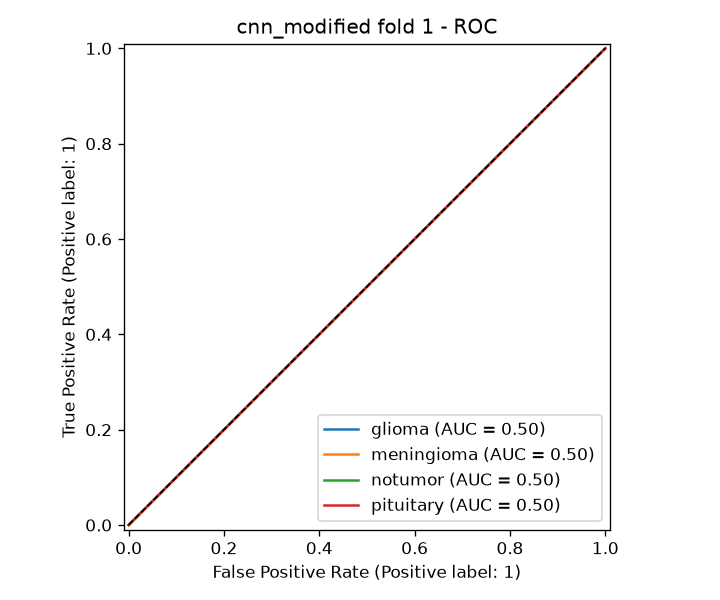 cnn_modified fold 1 - ROC
True Positive Rate (Positive label: 1)
1.0
0.8
0.6
0.4
0.2
0.0
glioma (AUC = 0.50)
meningioma (AUC = 0.50)
notumor (AUC = 0.50)
pituitary (AUC = 0.50)
0.0 0.2 0.4 0.6 0.8 1.0
False Positive Rate (Positive label: 1)